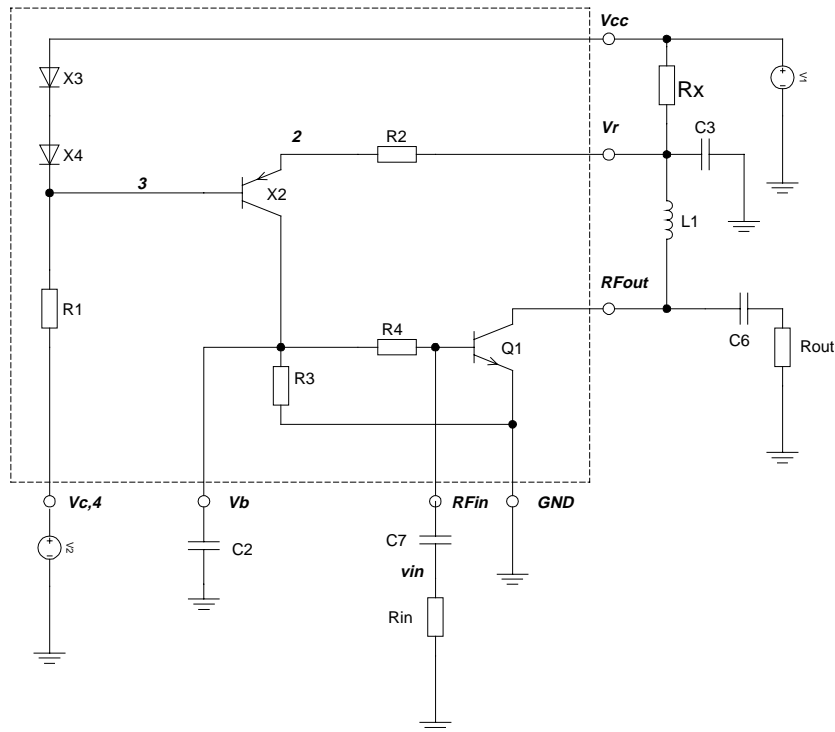 Vcc
X3
V1
Rx
C3
2
R2
Vr
X4
3
X2
L1
R1
RFout
R4
Q1
C6
Rout
R3
Vc,4
Vb
RFin
GND
V2
C2
C7
vin
Rin